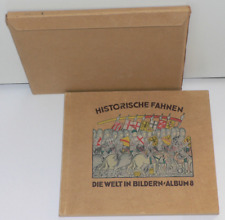 HISTORISCHE·FAHNEN
DIE WELT IN BILDERN·ALBUM 8